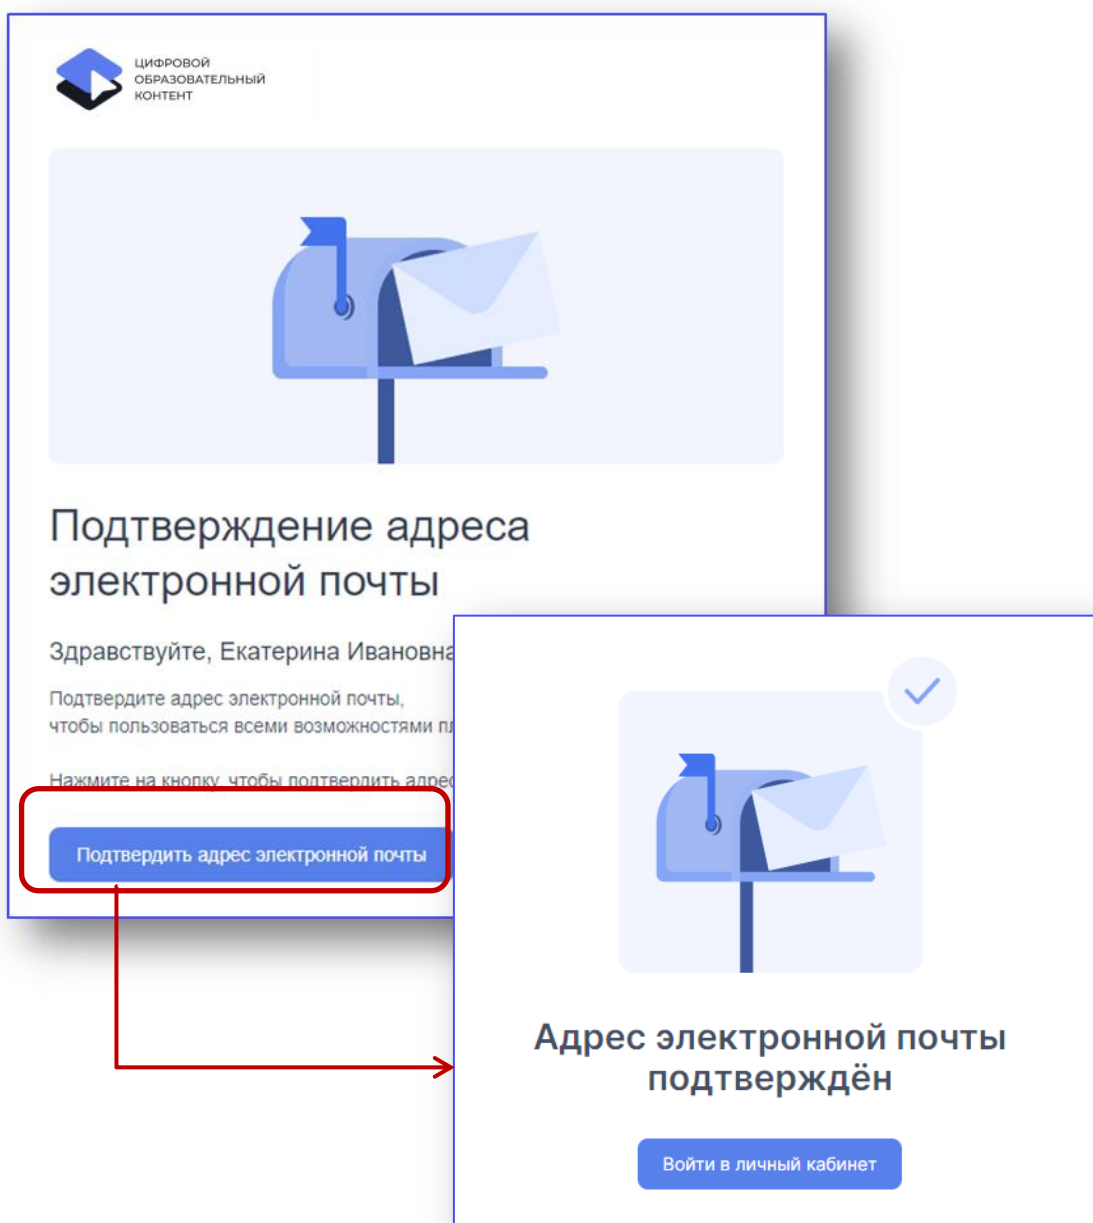 ЦИФРОВОЙ
ОБРАЗОВАТЕЛЬНЫЙ
КОНТЕНТ
Подтверждение адреса
электронной почты
Здравствуйте, Екатерина Ивановна
Подтвердите адрес электронной почты,
чтобы пользоваться всеми возможностями
Нажмите на кнопку, чтобы подтвердить адрес
Подтвердить адрес электронной почты
Адрес электронной почты
подтверждён
Войти в личный кабинет